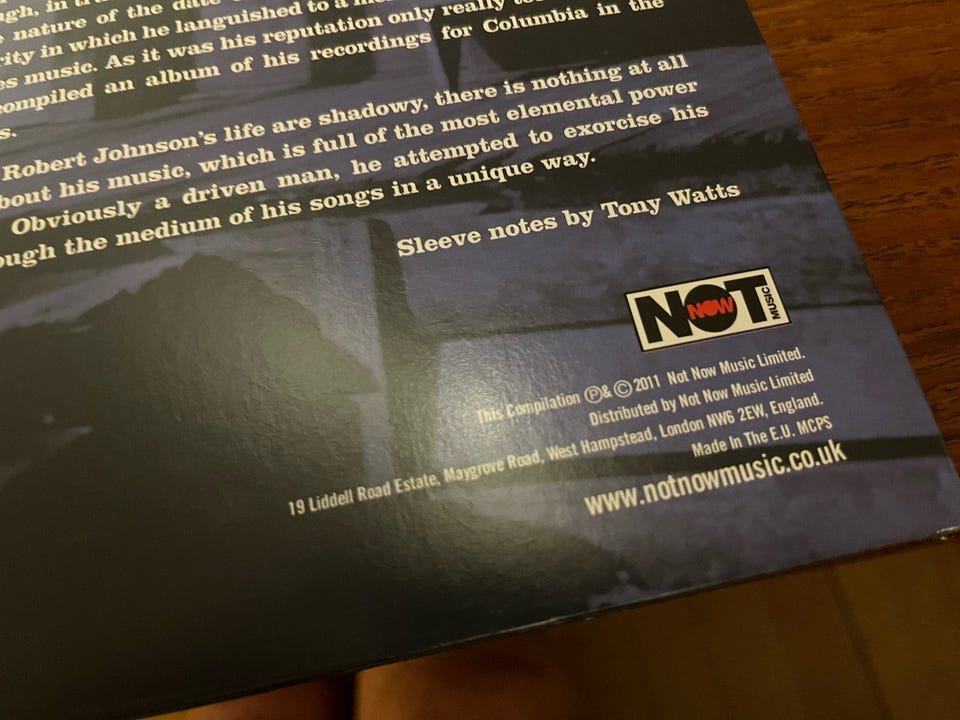 nature of the date
rity in which he languished to a
es music. As it was his reputation only really
compiled an album of his recordings for Columbia in the
s.
Robert Johnson's life are shadowy, there is nothing at all
bout his music, which is full of the most elemental power
Obviously a driven man, he attempted to exorcise his
ough the medium of his songs in a unique way.
Sleeve notes by Tony Watts
NOT NOW MUSIC
This Compilation Ⓟ&©2011 Not Now Music Limited.
Distributed by Not Now Music Limited
19 Liddell Road Estate, Maygrove Road, West Hampstead, London NW6 2EW, England.
Made In The E.U. MCPS
www.notnowmusic.co.uk